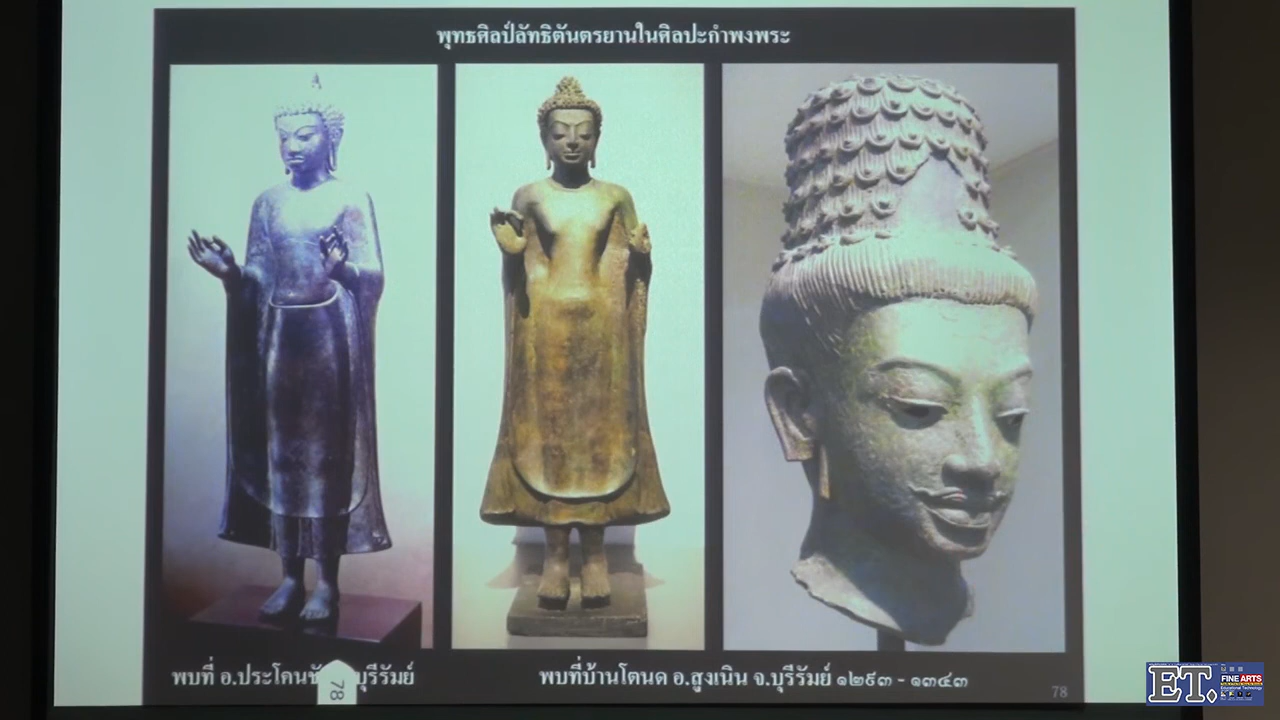 พุทธศิลป์ลัทธิตันตรยานในศิลปะกำพงพระ
พบที่ อ.ประโคนชั บุรีรัมย์
78
พบที่บ้านโตนด อ.สูงเนิน จ.บุรีรัมย์ ๑๒๙๓ - ๑๓๔๓
78
ET. FINE ARTS
Educational Technology